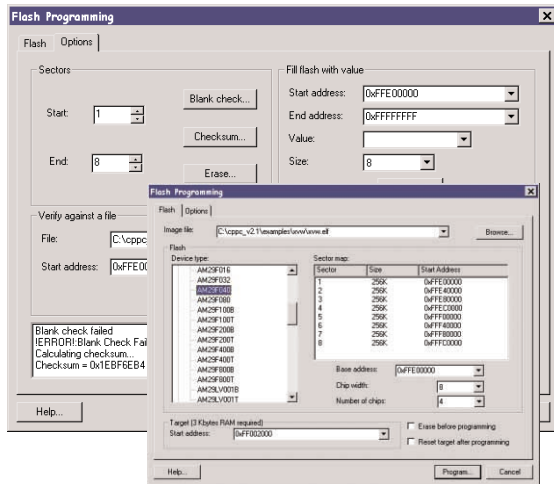 Flash Programming
Flash Options
Sectors
Start: 1
End: 8
Blank check...
Checksum...
Erase...
Fill flash with value
Start address: 0xFFE00000
End address: 0xFFFFFFFF
Value:
Size: 8
Verify against a file
File:
Start address:
Blank check failed
!ERROR!:Blank Check
Calculating checksum...
Checksum = 0x1EBF6EB4
Help...
Flash Programming
Flash Options
Image file: C:\cppc_v2.1\examples\xvw\xvw.elf
Browse...
Flash
Device type:
AM29F016
AM29F032
AM29F040
AM29F080
AM29F100B
AM29F100T
AM29F200B
AM29F200T
AM29F400B
AM29F400T
AM29F800B
AM29F800T
AM29LV001B
AM29LV001T
Sector map:
Sector Size Start Address
1 256K 0xFFE00000
2 256K 0xFFE40000
3 256K 0xFFE80000
4 256K 0xFFEC0000
5 256K 0xFFF00000
6 256K 0xFFF40000
7 256K 0xFFF80000
8 256K 0xFFFC0000
Base address: 0xFFE00000
Chip width: 8
Number of chips: 4
Target (3 Kbytes RAM required)
Start address: 0xFF002000
Erase before programming
Reset target after programming
Help...
Program...
Cancel